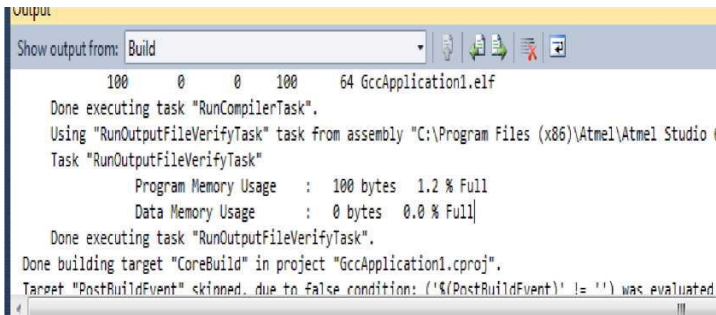 Output
Show output from: Build
100 0 0 100 64 GccApplication1.elf
Done executing task "RunCompilerTask".
Using "RunOutputFileVerifyTask" task from assembly "C:\Program Files (x86)\Atmel\Atmel Studio
Task "RunOutputFileVerifyTask"
Program Memory Usage : 100 bytes 1.2 % Full
Data Memory Usage : 0 bytes 0.0 % Full
Done executing task "RunOutputFileVerifyTask".
Done building target "CoreBuild" in project "GccApplication1.cproj".
Target "PostBuildEvent" skipped, due to false condition; ('$(PostBuildEvent)' != '') was evaluated